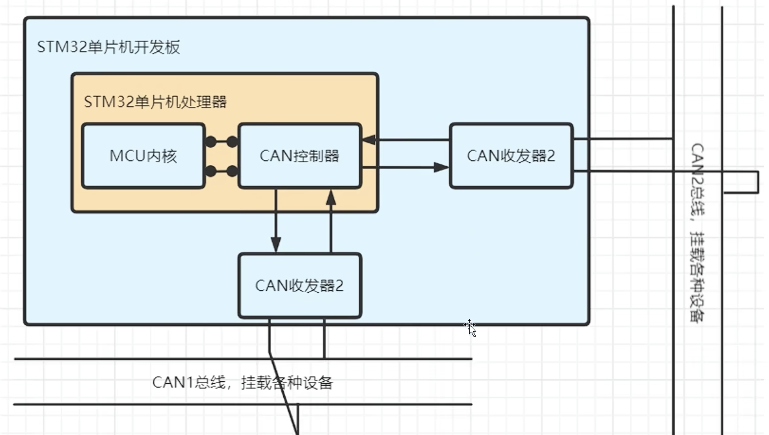 STM32单片机开发板
STM32单片机处理器
MCU内核
CAN控制器
CAN收发器2
CAN收发器2
CAN1总线，挂载各种设备
CAN2总线，挂载各种设备